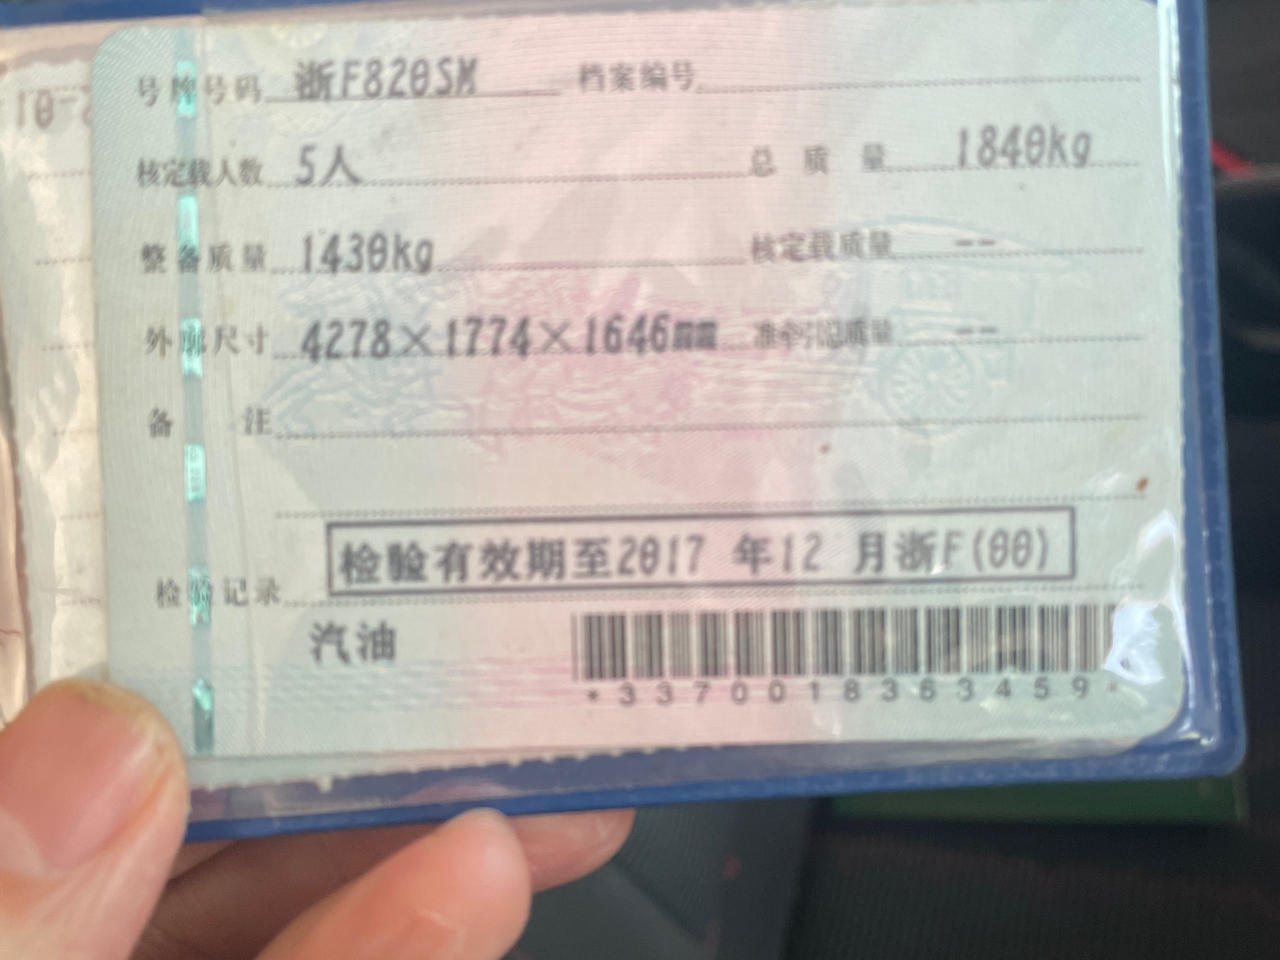 号牌号码 浙F820SM 档案编号
核定载人数 5人 总质量 1840kg
整备质量 1430kg 核定载质量 --
外廓尺寸 4278×1774×1646mm 准牵引总质量 --
备注
检验记录 检验有效期至2017 年12 月浙F(00)
汽油
*3370018363459*